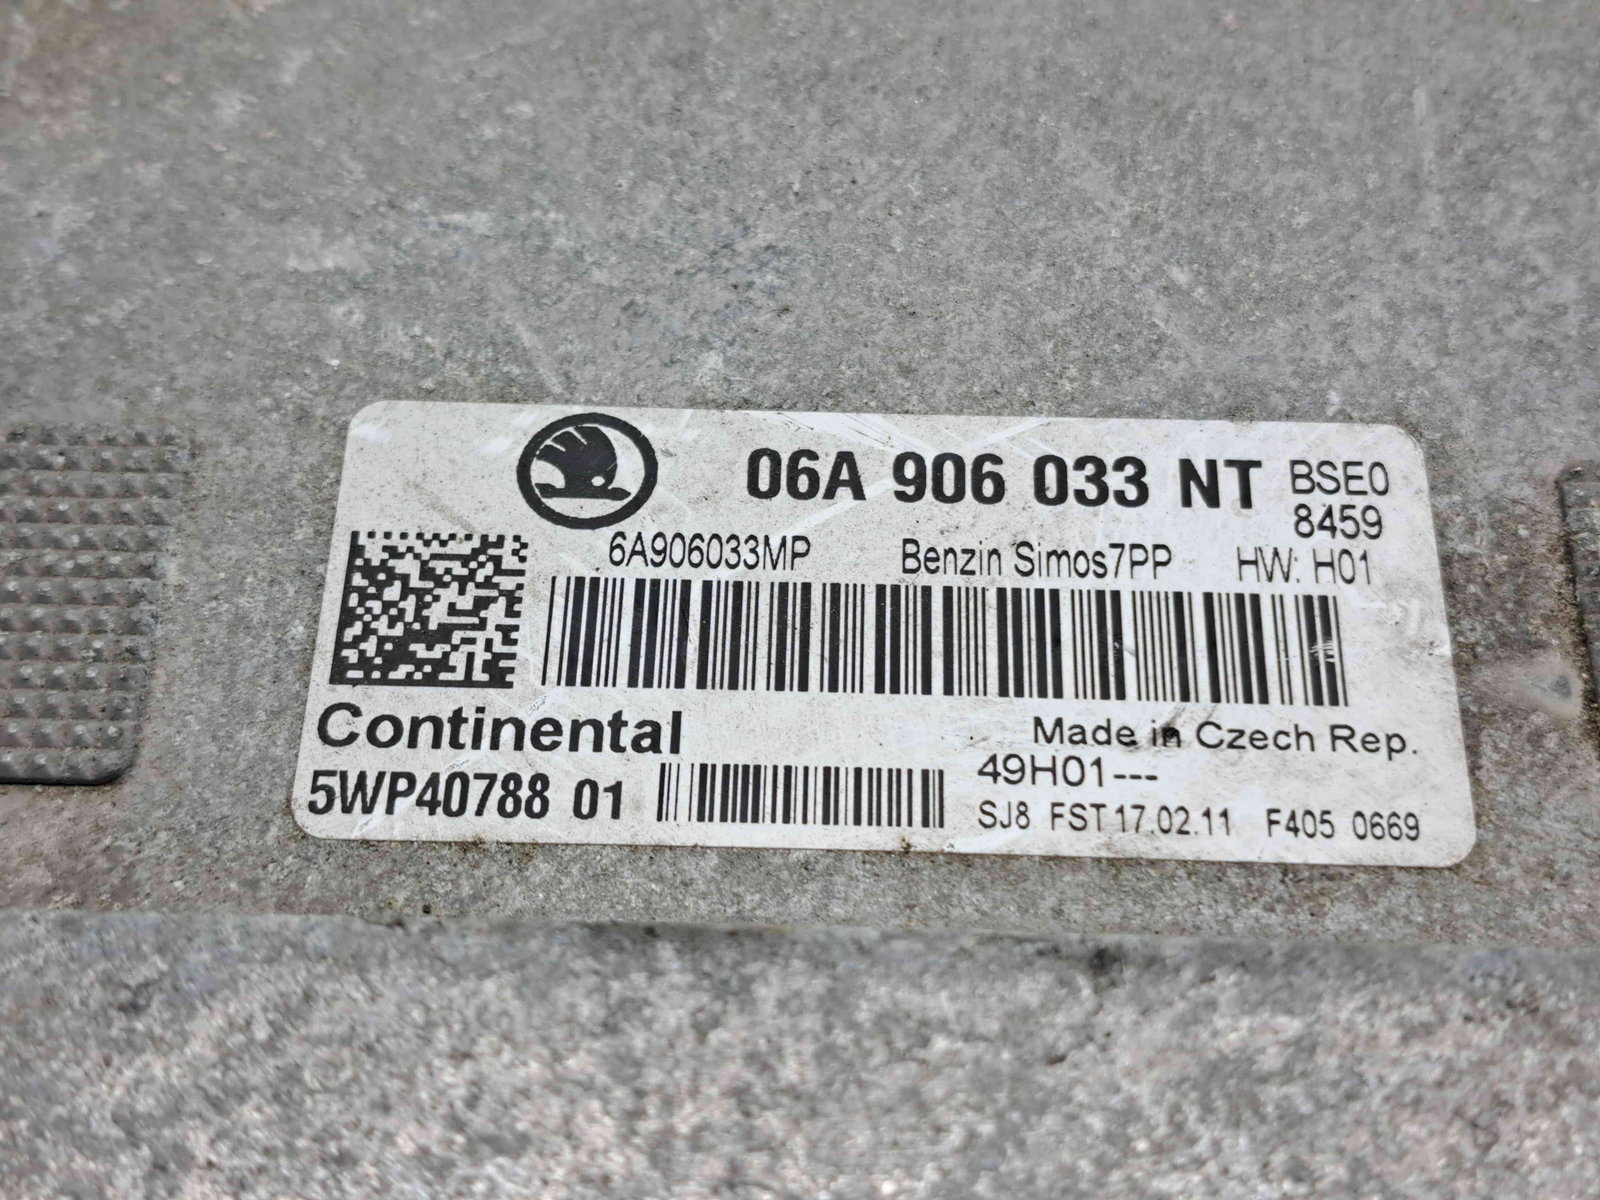 06A 906 033 NT BSE0
8459
6A906033MP Benzin Simos7PP HW: H01
Continental Made in Czech Rep.
5WP40788 01 49H01---
SJ8 FST 17.02.11 F405 0669